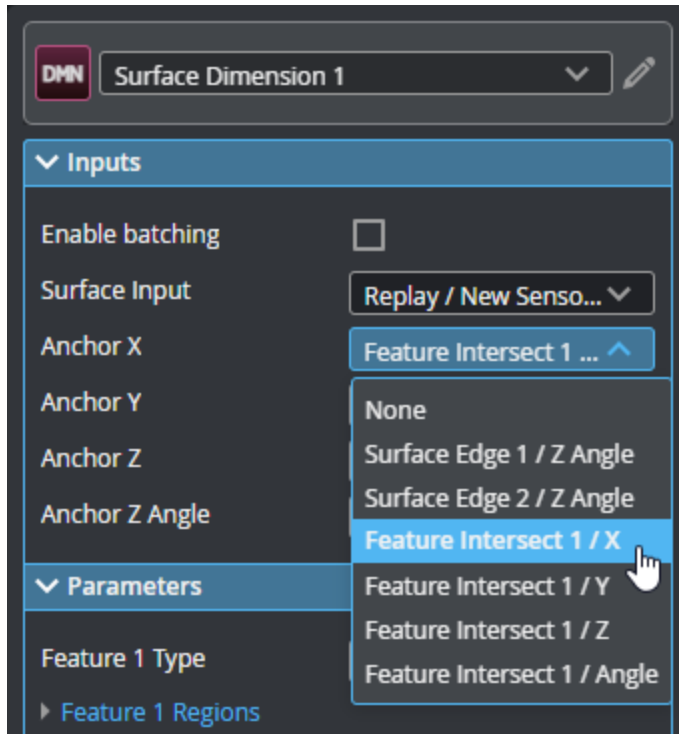 DMN Surface Dimension 1
Inputs
Enable batching
Surface Input Replay / New Senso...
Anchor X Feature Intersect 1 ...
Anchor Y None
Surface Edge 1 / Z Angle
Anchor Z
Surface Edge 2 / Z Angle
Anchor Z Angle
Feature Intersect 1 / X
Parameters Feature Intersect 1 / Y
Feature Intersect 1 / Z
Feature 1 Type
Feature Intersect 1 / Angle
Feature 1 Regions